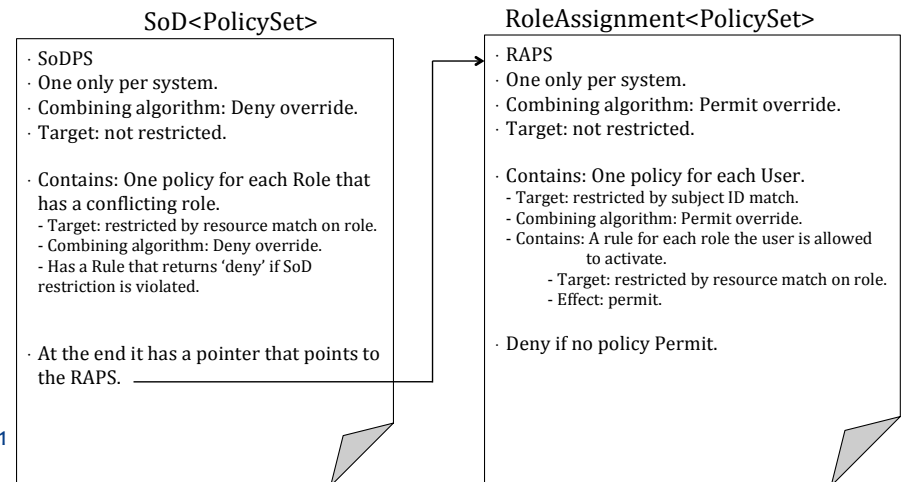 SoD<PolicySet>
· SoDPS
· One only per system.
· Combining algorithm: Deny override.
· Target: not restricted.
· Contains: One policy for each Role that
has a conflicting role.
- Target: restricted by resource match on role.
- Combining algorithm: Deny override.
- Has a Rule that returns ‘deny’ if SoD
restriction is violated.
· At the end it has a pointer that points to
the RAPS.
1
RoleAssignment<PolicySet>
· RAPS
· One only per system.
· Combining algorithm: Permit override.
· Target: not restricted.
· Contains: One policy for each User.
- Target: restricted by subject ID match.
- Combining algorithm: Permit override.
- Contains: A rule for each role the user is allowed
to activate.
- Target: restricted by resource match on role.
- Effect: permit.
· Deny if no policy Permit.